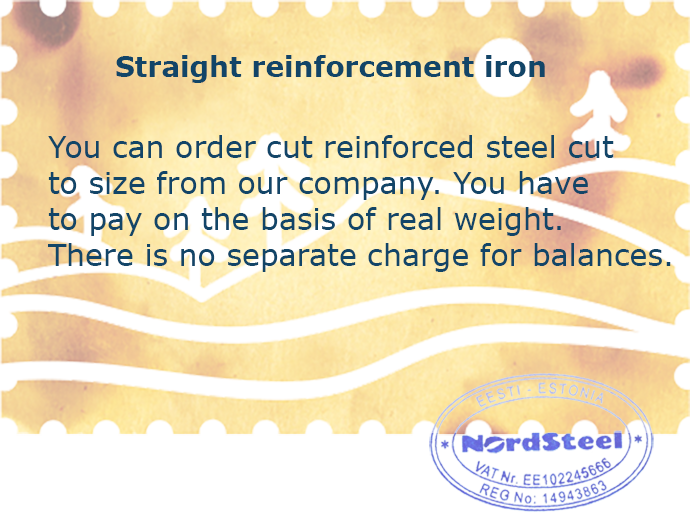 Straight reinforcement iron
You can order cut reinforced steel cut
to size from our company. You have
to pay on the basis of real weight.
There is no separate charge for balances.
EESTI - ESTONIA
* NordSteel *
VAT Nr. EE102245666
REG No: 14943863